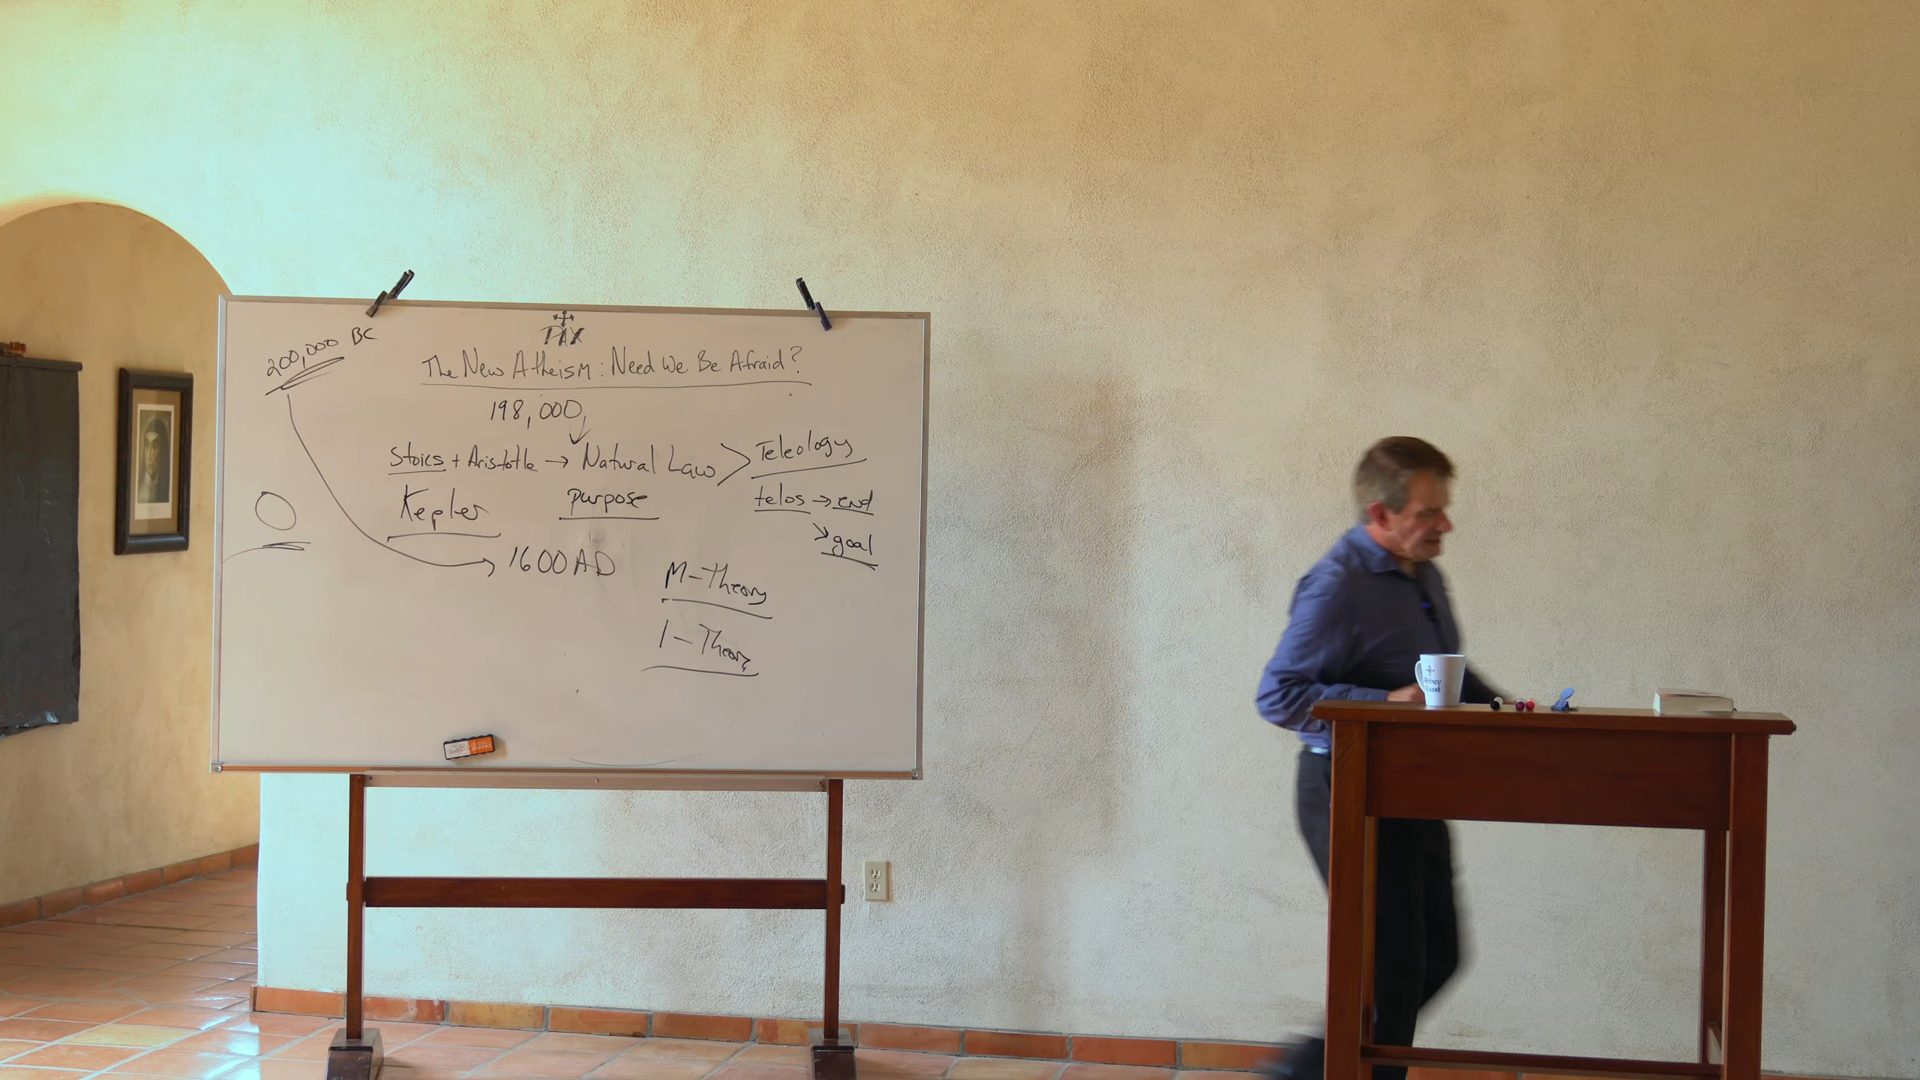 PAX
200,000 BC
The New Atheism: Need We Be Afraid?
198,000
Stoics + Aristotle → Natural Law > Teleology
Kepler purpose telos → end
↘ goal
1600 AD
M-Theory
1-Theory